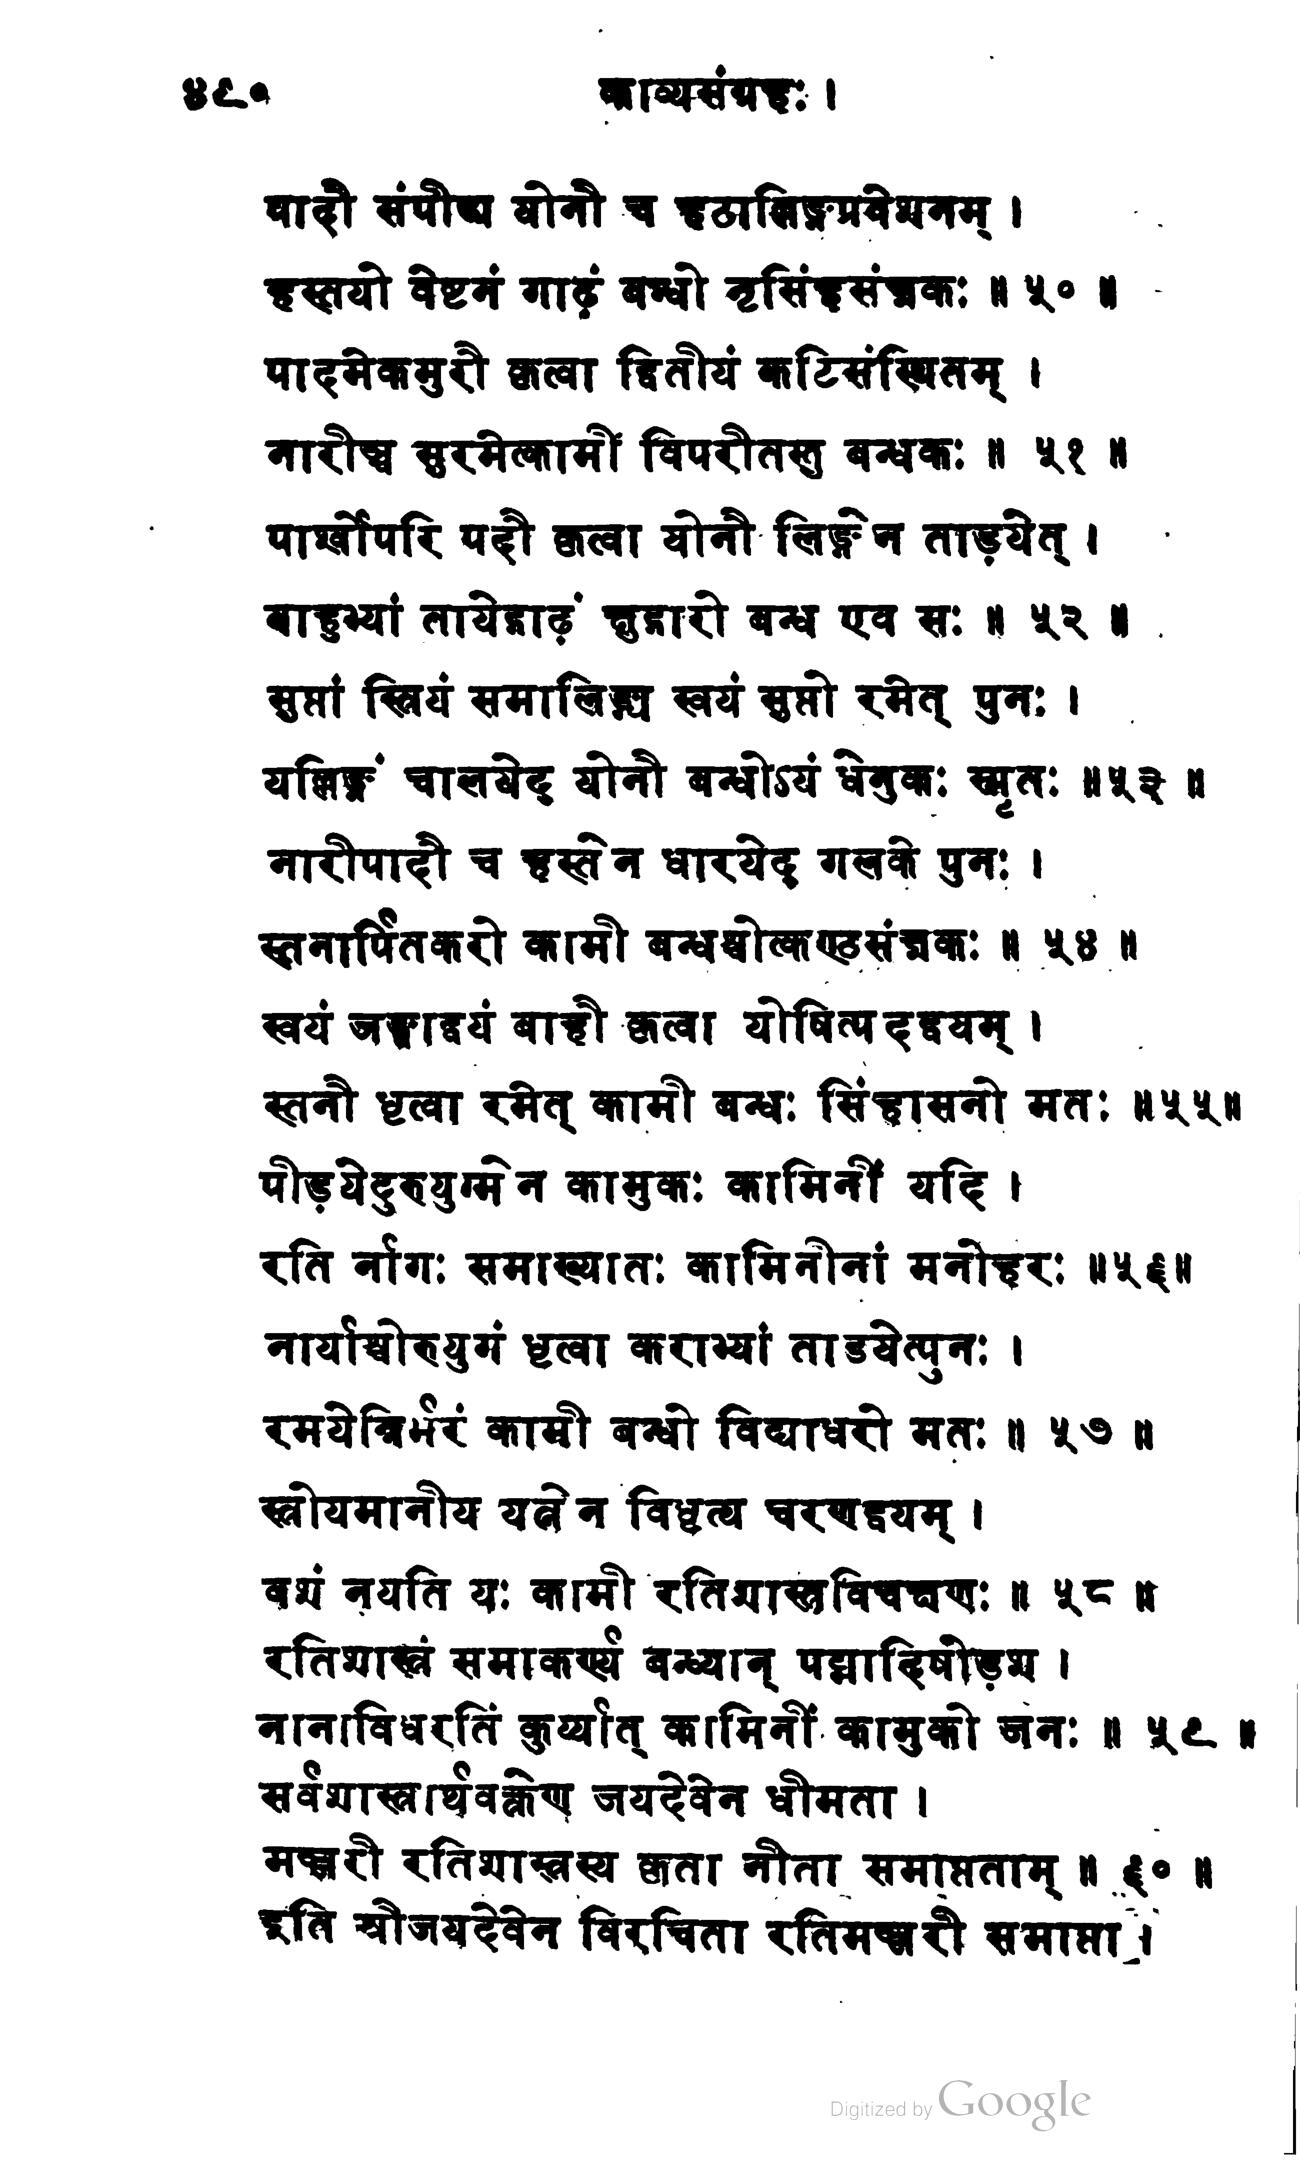 ४९०
काव्यसंग्रहः ।
पादौ संपीड्य योनौ च हठाल्लिङ्गप्रवेशनम् ।
हस्तयो वेष्टनं गाढ़ं बन्धो नृसिंहसंज्ञकः ॥ ५० ॥
पादमेकमुरौ कृत्वा द्वितीयं कटिसंस्थितम् ।
नारीञ्च सुरमेत्कामीं विपरीतस्तु बन्धकः ॥ ५१ ॥
पार्श्वोपरि पदौ कृत्वा योनौ लिङ्गेन ताड़येत् ।
बाहुभ्यां तायेद्गाढ़ं क्षुद्गारो बन्ध एव सः ॥ ५२ ॥
सुप्तां स्त्रियं समालिङ्ग्य स्वयं सुप्तो रमेत् पुनः ।
यल्लिङ्गं चालयेद् योनौ बन्धोऽयं धेनुकः स्मृतः ॥५३ ॥
नारीपादौ च हस्तेन धारयेद् गलके पुनः ।
स्तनार्पितकरो कामी बन्धश्चोत्कण्ठसंज्ञकः ॥ ५४ ॥
स्वयं जङ्घाद्वयं बाहौ कृत्वा योषित्पदद्वयम् ।
स्तनौ धृत्वा रमेत् कामी बन्धः सिंहासनो मतः ॥५५॥
पीड़येदुरुयुग्मेन कामुकः कामिनीं यदि ।
रति र्नागः समाख्यातः कामिनीनां मनोहरः ॥५६॥
नार्याश्चोरुयुगं धृत्वा कराभ्यां ताडयेत्पुनः ।
रमयेन्निर्भरं कामी बन्धो विद्याधरो मतः ॥ ५७ ॥
स्त्रीयमानीय यत्नेन विधृत्य चरणद्वयम् ।
वशं नयति यः कामी रतिशास्त्रविचक्षणः ॥ ५८ ॥
रतिशास्त्रं समाकर्ण्य बन्ध्यान् पद्मादिषोड़श ।
नानाविधरतिं कुर्य्यात् कामिनीं कामुको जनः ॥ ५९ ॥
सर्वशास्त्रार्थवक्त्रेण जयदेवेन धीमता ।
मञ्जरी रतिशास्त्रस्य कृता नीता समाप्तताम् ॥ ६० ॥
इति श्रीजयदेवेन विरचिता रतिमञ्जरी समाप्ता ।
Digitized by Google